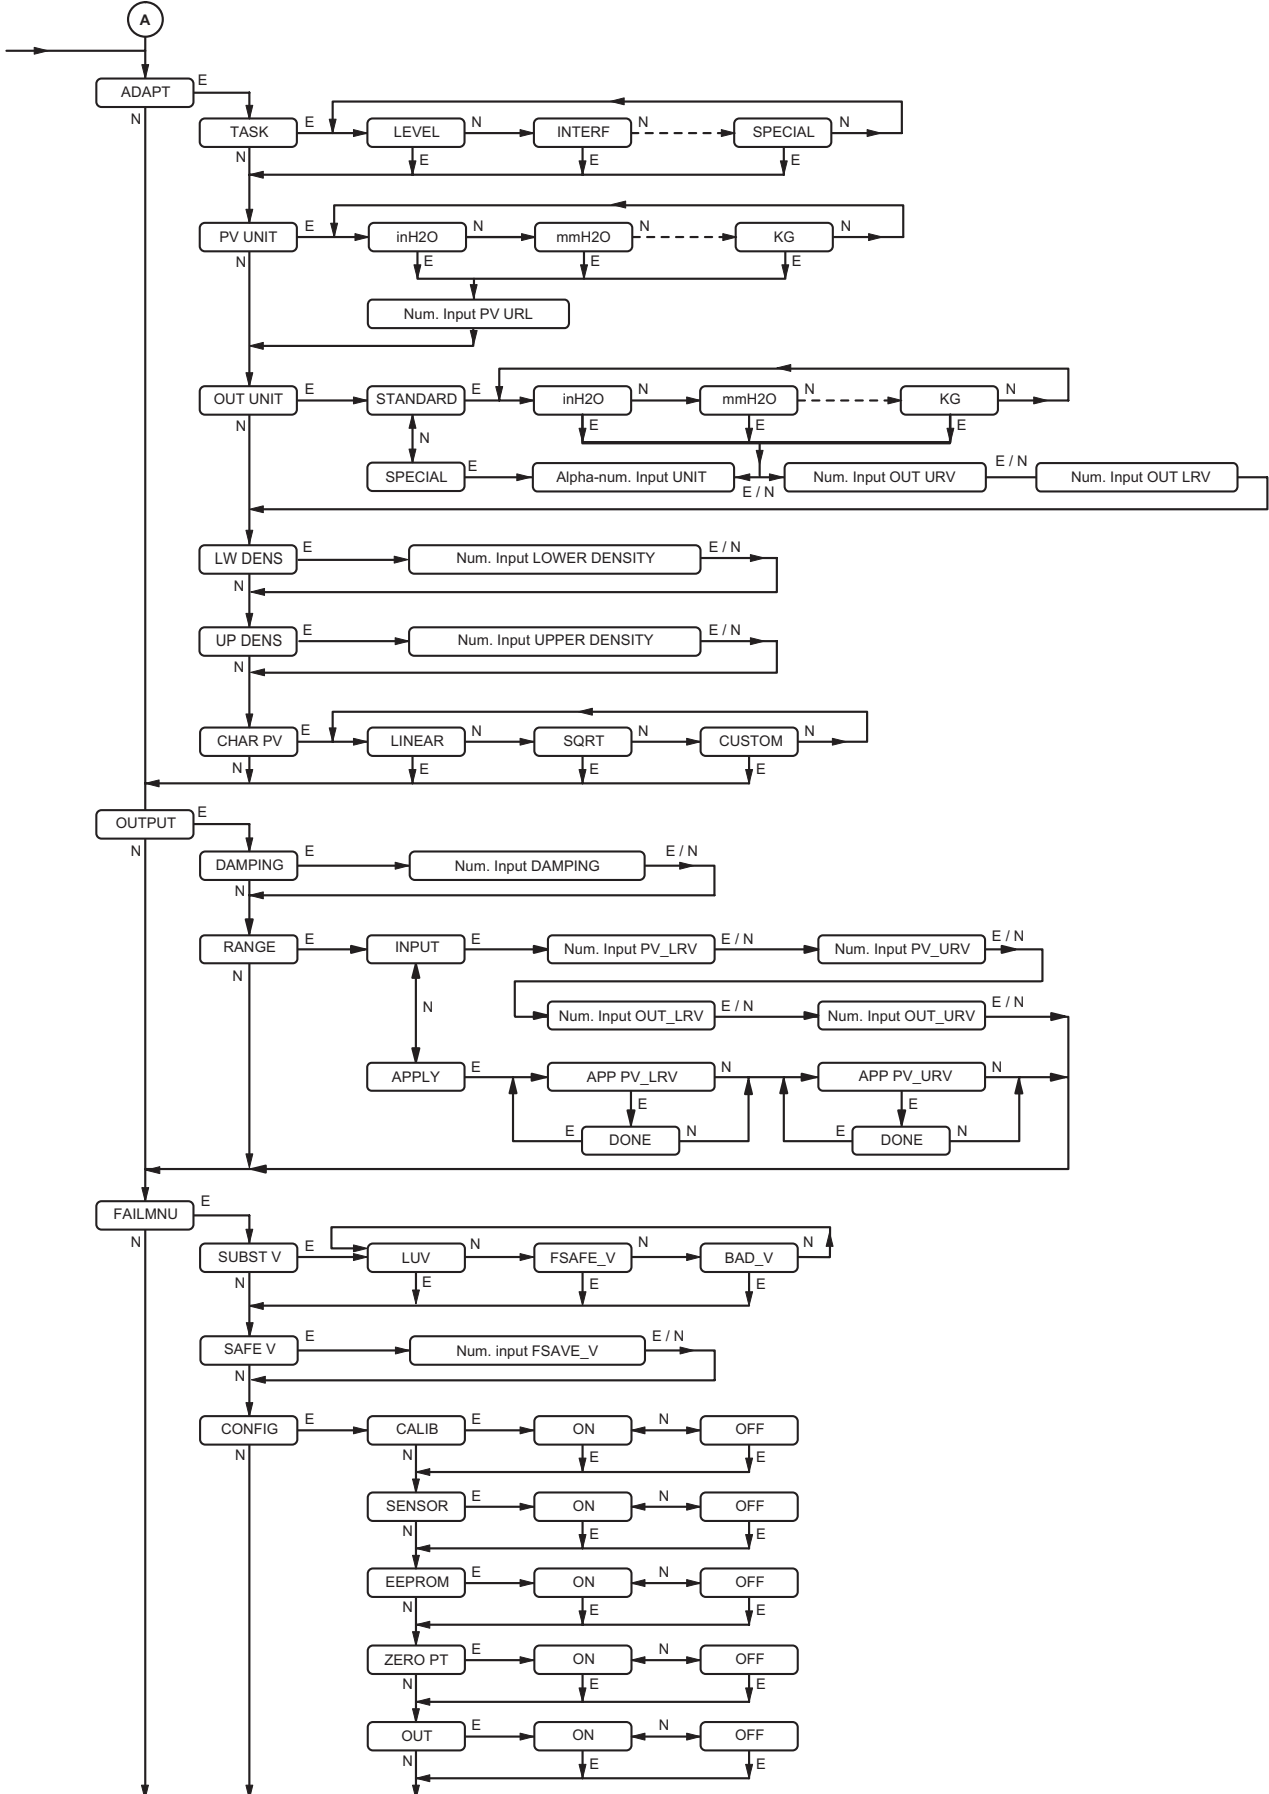 A
ADAPT E
N
TASK E LEVEL N INTERF N SPECIAL N
N E E E
PV UNIT E inH2O N mmH2O N KG N
N E E E
Num. Input PV URL
OUT UNIT E STANDARD E inH2O N mmH2O N KG N
N N E E E
SPECIAL E Alpha-num. Input UNIT E / N Num. Input OUT URV E / N Num. Input OUT LRV
LW DENS E Num. Input LOWER DENSITY E / N
N
UP DENS E Num. Input UPPER DENSITY E / N
N
CHAR PV E LINEAR N SQRT N CUSTOM N
N E E E
OUTPUT E
N
DAMPING E Num. Input DAMPING E / N
N
RANGE E INPUT E Num. Input PV_LRV E / N Num. Input PV_URV E / N
N
N Num. Input OUT_LRV E / N Num. Input OUT_URV E / N
APPLY E APP PV_LRV N APP PV_URV N
E E
E DONE N E DONE N
FAILMNU E
N
SUBST V E LUV N FSAFE_V N BAD_V N
N E E E
SAFE V E Num. input FSAVE_V E / N
N
CONFIG E CALIB E ON N OFF
N N E E
SENSOR E ON N OFF
N E E
EEPROM E ON N OFF
N E E
ZERO PT E ON N OFF
N E E
OUT E ON N OFF
N E E